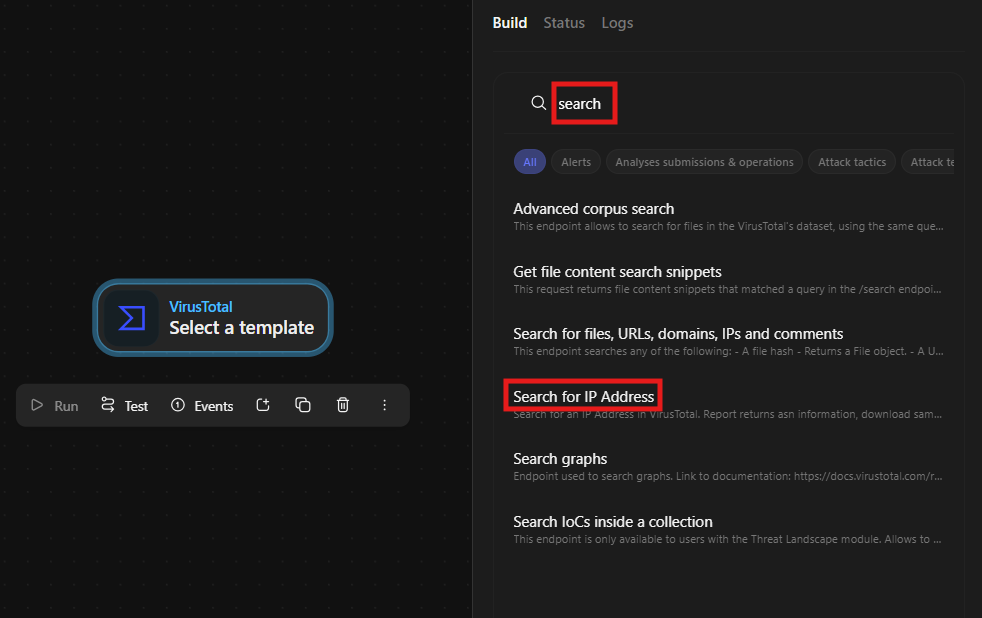 Build Status Logs
search
All Alerts Analyses submissions & operations Attack tactics Attack te
Advanced corpus search
This endpoint allows to search for files in the VirusTotal's dataset, using the same que...
Get file content search snippets
This request returns file content snippets that matched a query in the /search endpoi...
VirusTotal
Select a template
Search for files, URLs, domains, IPs and comments
This endpoint searches any of the following: - A file hash - Returns a File object. - A U...
Run Test Events
Search for IP Address
Search for an IP Address in VirusTotal. Report returns asn information, download sam...
Search graphs
Endpoint used to search graphs. Link to documentation: https://docs.virustotal.com/r...
Search IoCs inside a collection
This endpoint is only available to users with the Threat Landscape module. Allows to ...